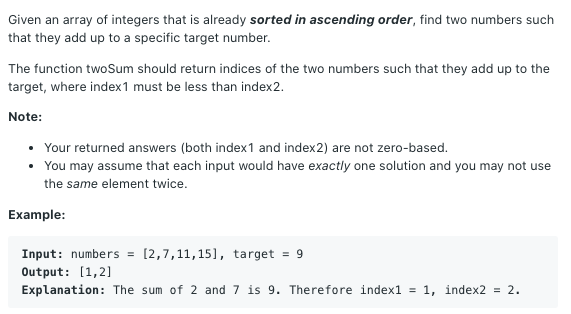 Given an array of integers that is already sorted in ascending order, find two numbers such
that they add up to a specific target number.
The function twoSum should return indices of the two numbers such that they add up to the
target, where index1 must be less than index2.
Note:
• Your returned answers (both index1 and index2) are not zero-based.
• You may assume that each input would have exactly one solution and you may not use
the same element twice.
Example:
Input: numbers = [2,7,11,15], target = 9
Output: [1,2]
Explanation: The sum of 2 and 7 is 9. Therefore index1 = 1, index2 = 2.